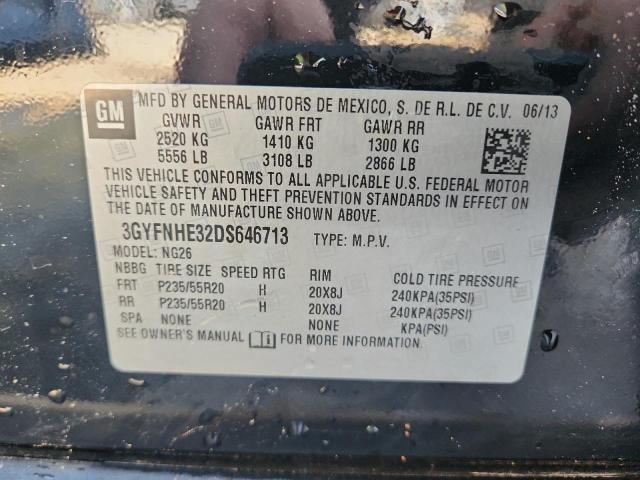 GM
MFD BY GENERAL MOTORS DE MEXICO, S. DE R.L. DE C.V. 06/13
GVWR GAWR FRT GAWR RR
2520 KG 1410 KG 1300 KG
5556 LB 3108 LB 2866 LB
THIS VEHICLE CONFORMS TO ALL APPLICABLE U.S. FEDERAL MOTOR
VEHICLE SAFETY AND THEFT PREVENTION STANDARDS IN EFFECT ON
THE DATE OF MANUFACTURE SHOWN ABOVE.
3GYFNHE32DS646713 TYPE: M.P.V.
MODEL: NG26
NBBG TIRE SIZE SPEED RTG RIM COLD TIRE PRESSURE
FRT P235/55R20 H 20X8J 240KPA(35PSI)
RR P235/55R20 H 20X8J 240KPA(35PSI)
SPA NONE NONE KPA(PSI)
SEE OWNER'S MANUAL FOR MORE INFORMATION.